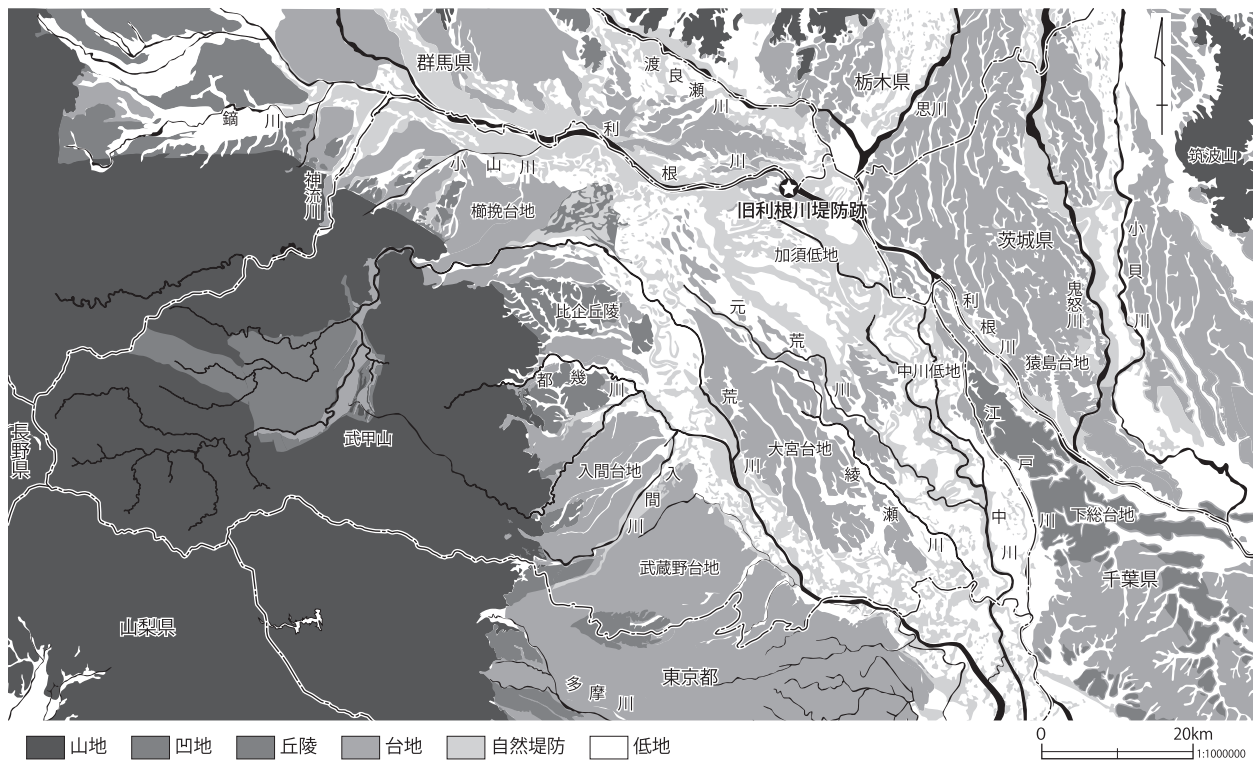 群馬県
栃木県
渡良瀬川
思川
鏑川
利根川
小山川
筑波山
神流川
櫛挽台地
旧利根川堤防跡
茨城県
小貝川
加須低地
鬼怒川
利根川
元荒川
比企丘陵
猿島台地
中川低地
都幾川
荒川
江戸川
長野県
武甲山
大宮台地
入間台地
入間川
綾瀬川
中川
下総台地
武蔵野台地
千葉県
山梨県
東京都
多摩川
山地
凹地
丘陵
台地
自然堤防
低地
0
20km
1:1000000